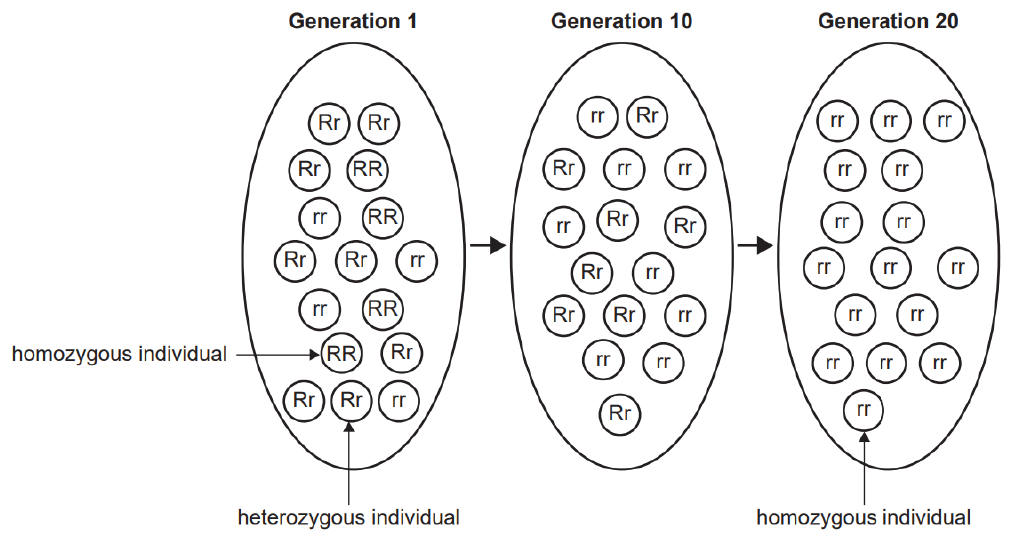 Generation 1
Generation 10
Generation 20
Rr Rr
Rr RR
rr RR
Rr Rr rr
rr RR
homozygous individual
RR Rr
Rr Rr rr
heterozygous individual
rr Rr
Rr rr rr
rr Rr Rr
Rr rr
Rr Rr rr
rr rr
Rr
rr rr rr
rr rr
rr rr
rr rr rr
rr rr
rr rr rr
rr
homozygous individual